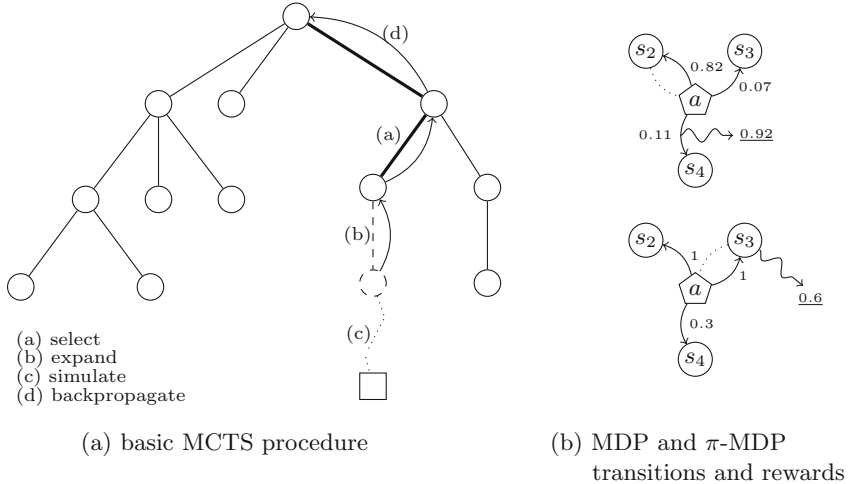 (d)
(a)
(b)
(c)
(a) select
(b) expand
(c) simulate
(d) backpropagate
(a) basic MCTS procedure
s2
s3
0.82
0.07
a
0.11
0.92
s4
s2
s3
1
a
1
0.6
0.3
s4
(b) MDP and π-MDP
transitions and rewards